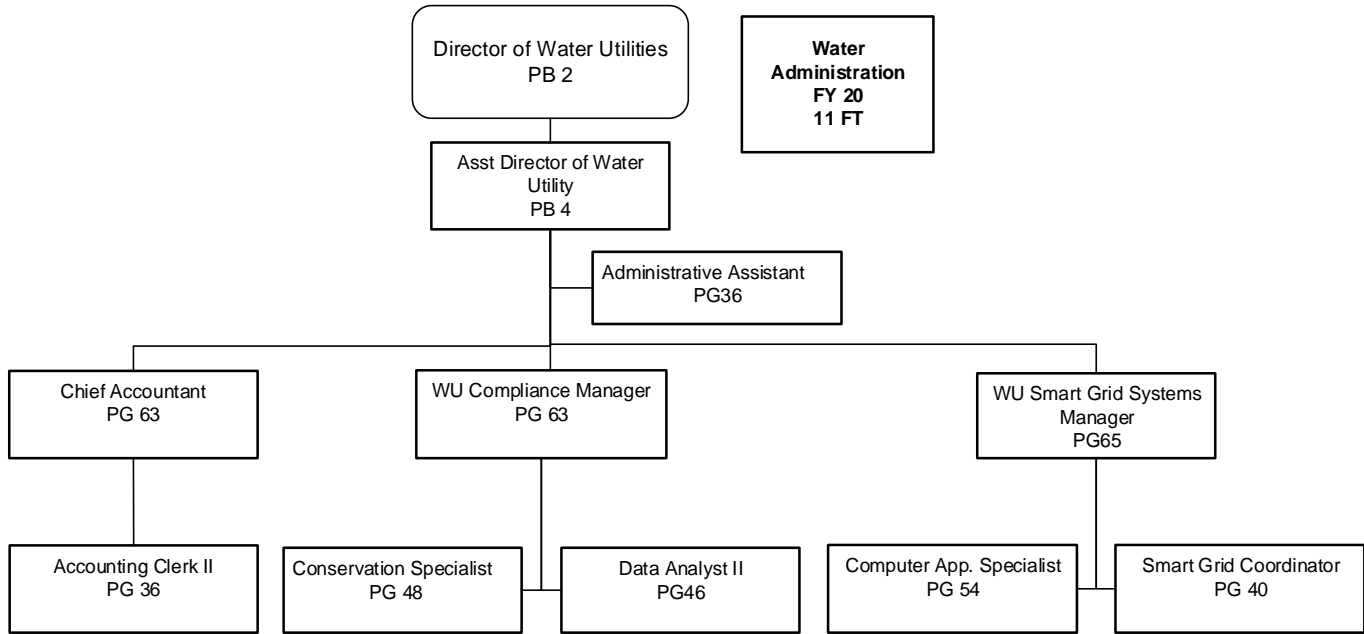 Director of Water Utilities
PB 2
Water
Administration
FY 20
11 FT
Asst Director of Water
Utility
PB 4
Administrative Assistant
PG36
Chief Accountant
PG 63
WU Compliance Manager
PG 63
WU Smart Grid Systems
Manager
PG65
Accounting Clerk II
PG 36
Conservation Specialist
PG 48
Data Analyst II
PG46
Computer App. Specialist
PG 54
Smart Grid Coordinator
PG 40